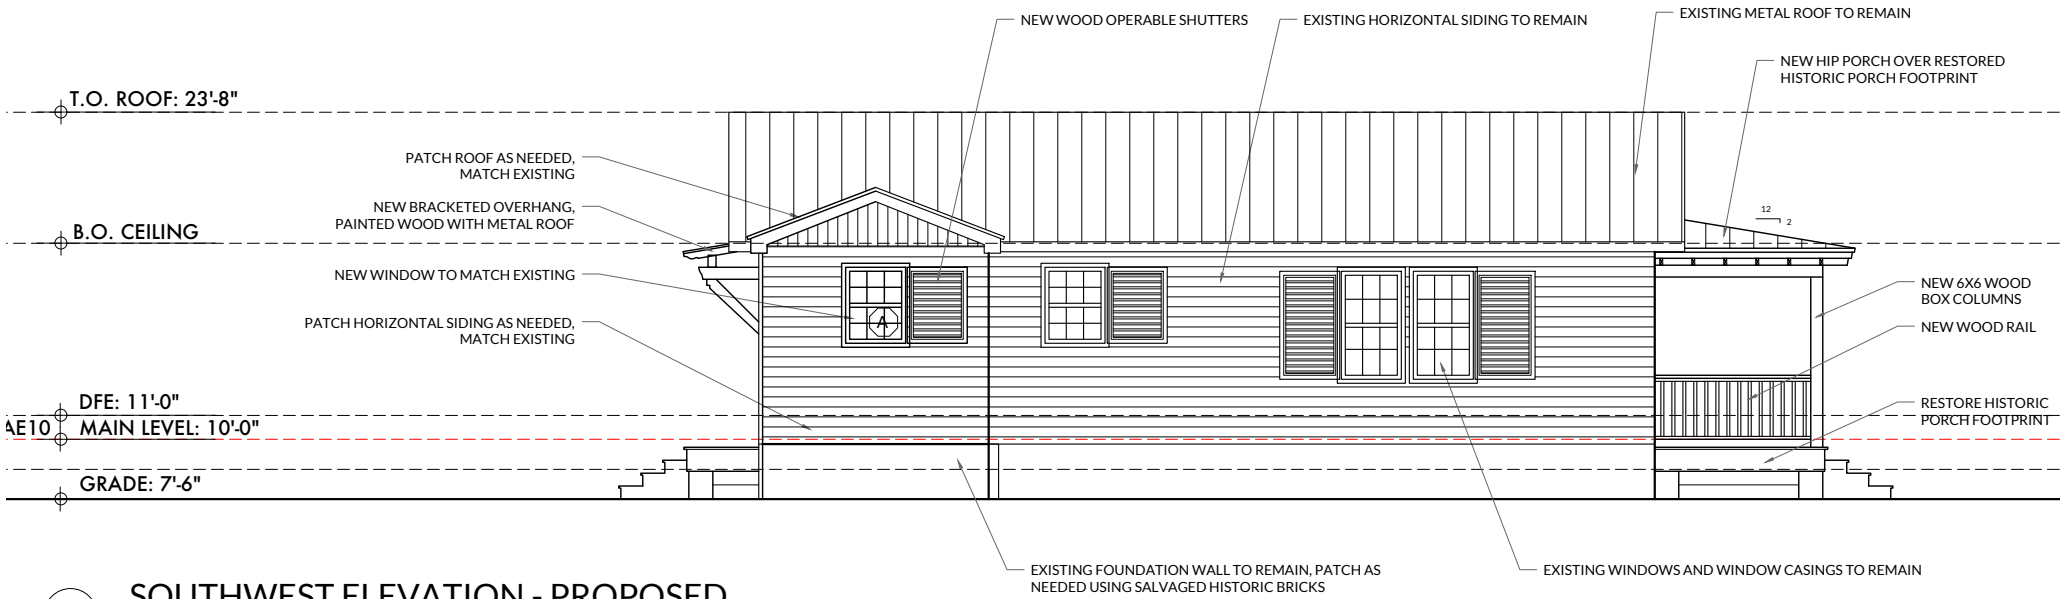 NEW WOOD OPERABLE SHUTTERS
EXISTING HORIZONTAL SIDING TO REMAIN
EXISTING METAL ROOF TO REMAIN
NEW HIP PORCH OVER RESTORED
HISTORIC PORCH FOOTPRINT
T.O. ROOF: 23'-8"
PATCH ROOF AS NEEDED,
MATCH EXISTING
NEW BRACKETED OVERHANG,
PAINTED WOOD WITH METAL ROOF
12
2
B.O. CEILING
NEW WINDOW TO MATCH EXISTING
A
NEW 6X6 WOOD
BOX COLUMNS
PATCH HORIZONTAL SIDING AS NEEDED,
MATCH EXISTING
NEW WOOD RAIL
DFE: 11'-0"
AE10
MAIN LEVEL: 10'-0"
RESTORE HISTORIC
PORCH FOOTPRINT
GRADE: 7'-6"
EXISTING FOUNDATION WALL TO REMAIN, PATCH AS
NEEDED USING SALVAGED HISTORIC BRICKS
EXISTING WINDOWS AND WINDOW CASINGS TO REMAIN
SOUTHWEST ELEVATION - PROPOSED